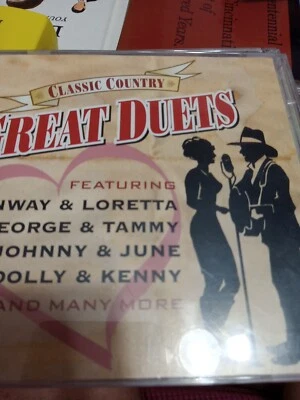 CLASSIC COUNTRY
GREAT DUETS
FEATURING
NWAY & LORETTA
EORGE & TAMMY
JOHNNY & JUNE
DOLLY & KENNY
AND MANY MORE